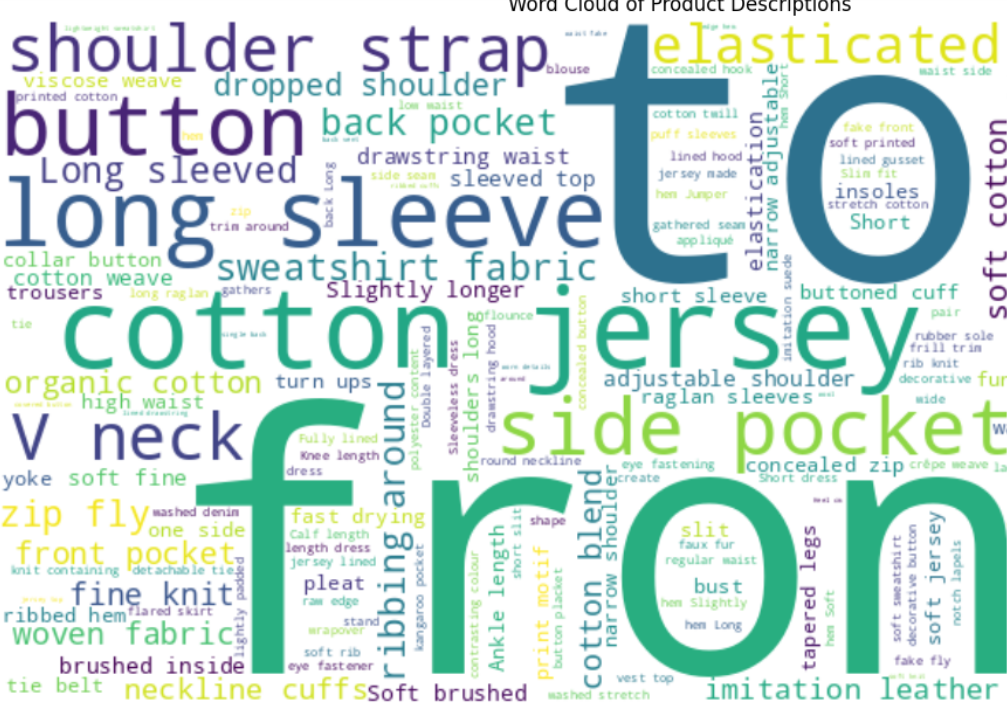 Word Cloud of Product Descriptions
shoulder strap
elasticated
to
viscose weave
dropped shoulder
blouse
concealed hook
waist side
printed cotton
low waist
cotton twill
button
back pocket
puff sleeves
fake front
soft printed
Long sleeved
drawstring waist
lined hood
lined gusset
side seam
sleeved top
jersey made
Slim fit
hem Jumper
insoles
stretch cotton
Short
long sleeve
back Long
zip
trim around
gathered seam
appliqué
elastication
narrow adjustable
hem Short
soft cotton
collar button
cotton weave
sweatshirt fabric
imitation suede
trousers
long raglan
gathers
Slightly longer
short sleeve
buttoned cuff
tie
pair
cotton jersey
flounce
concealed button
rubber sole
frill trim
rib knit
organic cotton
turn ups
adjustable shoulder
decorative
fur
high waist
raglan sleeves
wide
polyester content
Double layered
Sleeveless dress
shoulders long
drawstring hood
V neck
side pocket
fron
Fully lined
Knee length
dress
ribbing around
round neckline
eye fastening
create
concealed zip
Short dress
crêpe weave
yoke
soft fine
zip fly
washed denim
one side
fast drying
Calf length
length dress
jersey lined
shape
short slit
slit
faux fur
regular waist
front pocket
knit containing
detachable tie
pleat
bust
fine knit
raw edge
hem Slightly
ribbed hem
flared skirt
stand
hem Long
wrapover
woven fabric
lightly padded
kangaroo pocket
contrasting colour
Ankle length
print motif
button placket
cotton blend
narrow shoulder
tapered legs
hem Soft
soft sweatshirt
decorative button
soft jersey
notch lapels
soft rib
brushed inside
eye fastener
fake fly
tie belt
neckline cuffs
Soft brushed
washed stretch
vest top
imitation leather